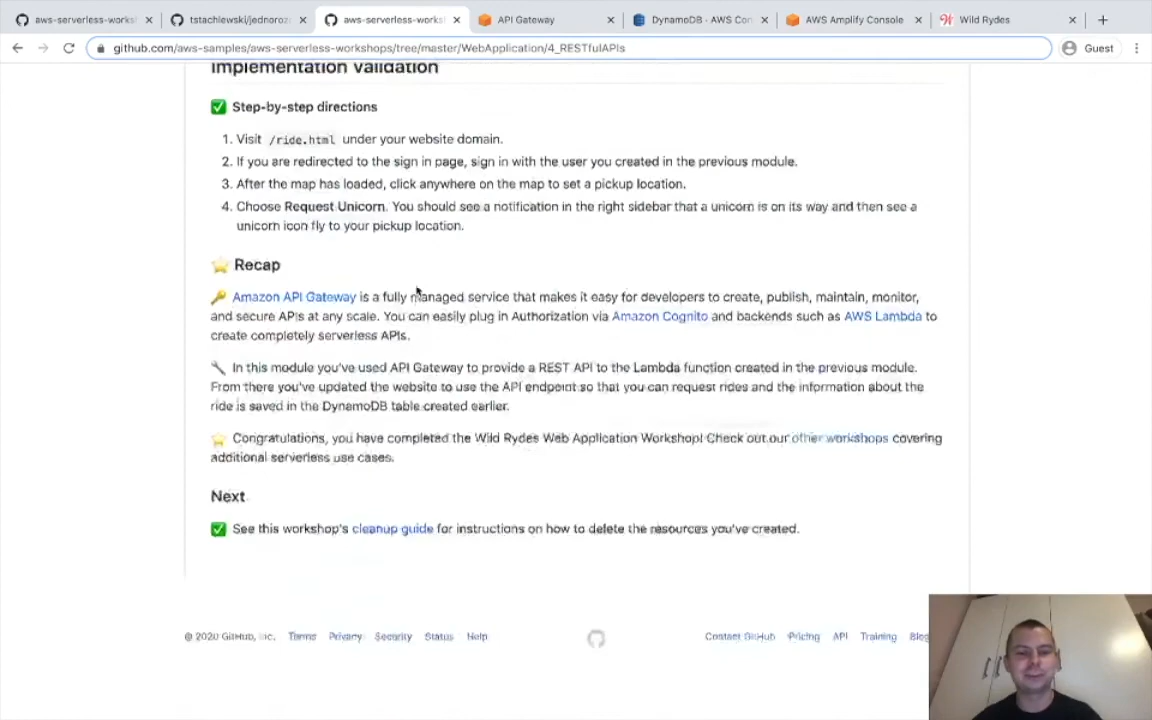 aws-serverless-works
tstachlewski/jednoroz
aws-serverless-works
API Gateway
DynamoDB · AWS Con
AWS Amplify Console
Wild Rydes
github.com/aws-samples/aws-serverless-workshops/tree/master/WebApplication/4_RESTfulAPIs
Guest
Implementation Validation
Step-by-step directions
1. Visit /ride.html under your website domain.
2. If you are redirected to the sign in page, sign in with the user you created in the previous module.
3. After the map has loaded, click anywhere on the map to set a pickup location.
4. Choose Request Unicorn. You should see a notification in the right sidebar that a unicorn is on its way and then see a
unicorn icon fly to your pickup location.
Recap
Amazon API Gateway is a fully managed service that makes it easy for developers to create, publish, maintain, monitor,
and secure APIs at any scale. You can easily plug in Authorization via Amazon Cognito and backends such as AWS Lambda to
create completely serverless APIs.
In this module you've used API Gateway to provide a REST API to the Lambda function created in the previous module.
From there you've updated the website to use the API endpoint so that you can request rides and the information about the
ride is saved in the DynamoDB table created earlier.
Congratulations, you have completed the Wild Rydes Web Application Workshop! Check out our other workshops covering
additional serverless use cases.
Next
See this workshop's cleanup guide for instructions on how to delete the resources you've created.
© 2020 GitHub, Inc. Terms Privacy Security Status Help
Contact GitHub Pricing API Training Blog